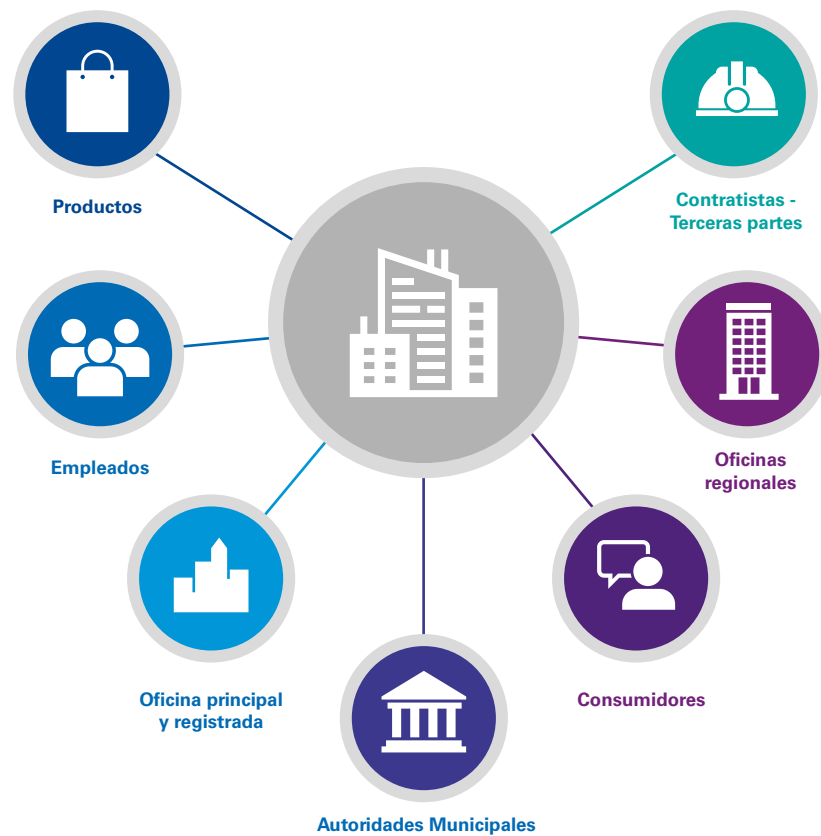 Productos
Contratistas -
Terceras partes
Empleados
Oficinas
regionales
Oficina principal
y registrada
Consumidores
Autoridades Municipales